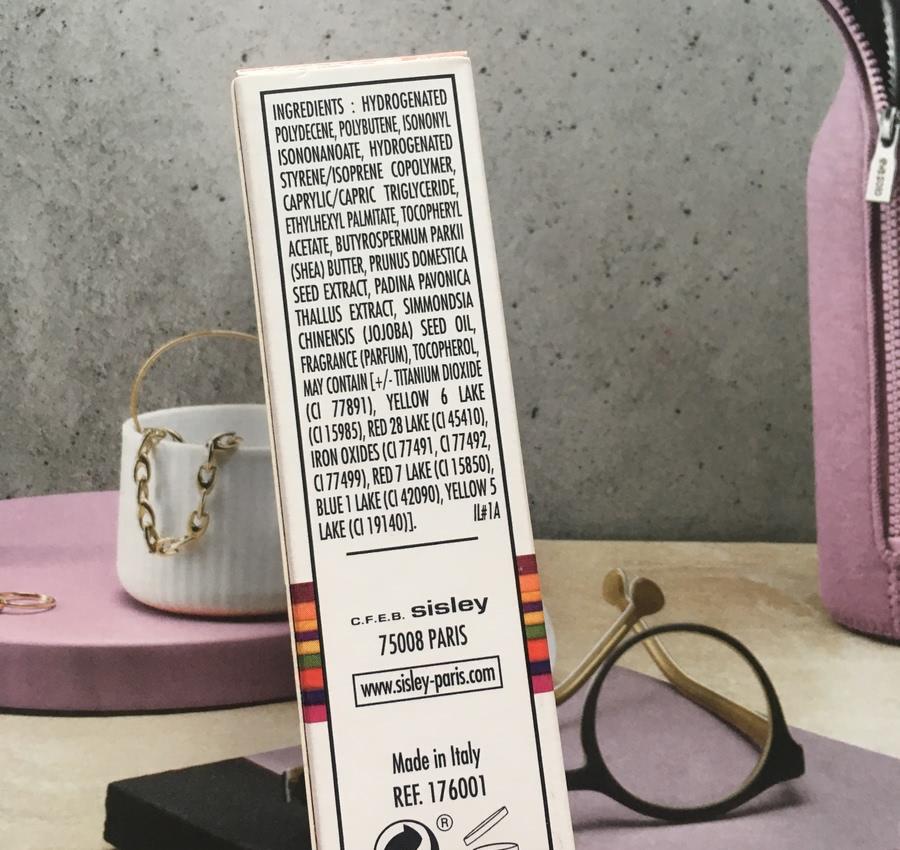 INGREDIENTS : HYDROGENATED
POLYDECENE, POLYBUTENE, ISONONYL
ISONONANOATE, HYDROGENATED
STYRENE/ISOPRENE COPOLYMER,
CAPRYLIC/CAPRIC TRIGLYCERIDE,
ETHYLHEXYL PALMITATE, TOCOPHERYL
ACETATE, BUTYROSPERMUM PARKII
(SHEA) BUTTER, PRUNUS DOMESTICA
SEED EXTRACT, PADINA PAVONICA
THALLUS EXTRACT, SIMMONDSIA
CHINENSIS (JOJOBA) SEED OIL,
FRAGRANCE (PARFUM), TOCOPHEROL,
MAY CONTAIN [+/- TITANIUM DIOXIDE
(CI 77891), YELLOW 6 LAKE
(CI 15985), RED 28 LAKE (CI 45410),
IRON OXIDES (CI 77491, CI 77492,
CI 77499), RED 7 LAKE (CI 15850),
BLUE 1 LAKE (CI 42090), YELLOW 5
LAKE (CI 19140)]. IL#1A
C.F.E.B. sisley
75008 PARIS
www.sisley-paris.com
Made in Italy
REF. 176001
®